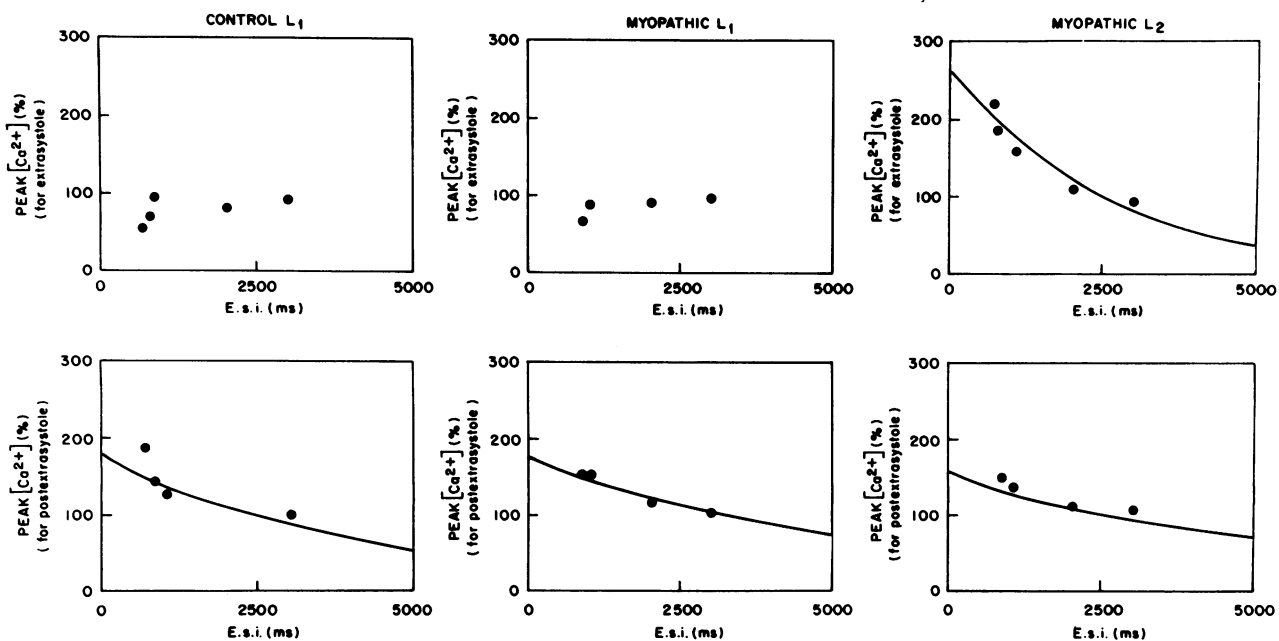 CONTROL L1
300
200
100
0
PEAK [Ca2+] (%)
(for extrasystole)
0 2500 5000
E.s.i. (ms)
MYOPATHIC L1
300
200
100
0
PEAK [Ca2+] (%)
(for extrasystole)
0 2500 5000
E.s.i. (ms)
MYOPATHIC L2
300
200
100
0
PEAK [Ca2+] (%)
(for extrasystole)
0 2500 5000
E.s.i. (ms)
300
200
100
0
PEAK [Ca2+] (%)
(for postextrasystole)
0 2500 5000
E.s.i. (ms)
300
200
100
0
PEAK [Ca2+] (%)
(for postextrasystole)
0 2500 5000
E.s.i. (ms)
300
200
100
0
PEAK [Ca2+] (%)
(for postextrasystole)
0 2500 5000
E.s.i. (ms)